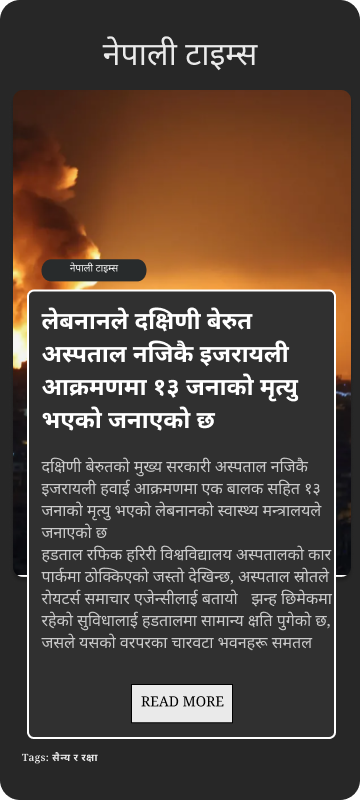 नेपाली टाइम्स
नेपाली टाइम्स
लेबनानले दक्षिणी बेरुत
अस्पताल नजिकै इजरायली
आक्रमणमा १३ जनाको मृत्यु
भएको जनाएको छ
दक्षिणी बेरुतको मुख्य सरकारी अस्पताल नजिकै
इजरायली हवाई आक्रमणमा एक बालक सहित १३
जनाको मृत्यु भएको लेबनानको स्वास्थ्य मन्त्रालयले
जनाएको छ
हडताल रफिक हरिरी विश्वविद्यालय अस्पतालको कार
पार्कमा ठोक्किएको जस्तो देखिन्छ, अस्पताल स्रोतले
रोयटर्स समाचार एजेन्सीलाई बतायो  झन्ह छिमेकमा
रहेको सुविधालाई हडतालमा सामान्य क्षति पुगेको छ,
जसले यसको वरपरका चारवटा भवनहरू समतल
READ MORE
Tags: सैन्य र रक्षा